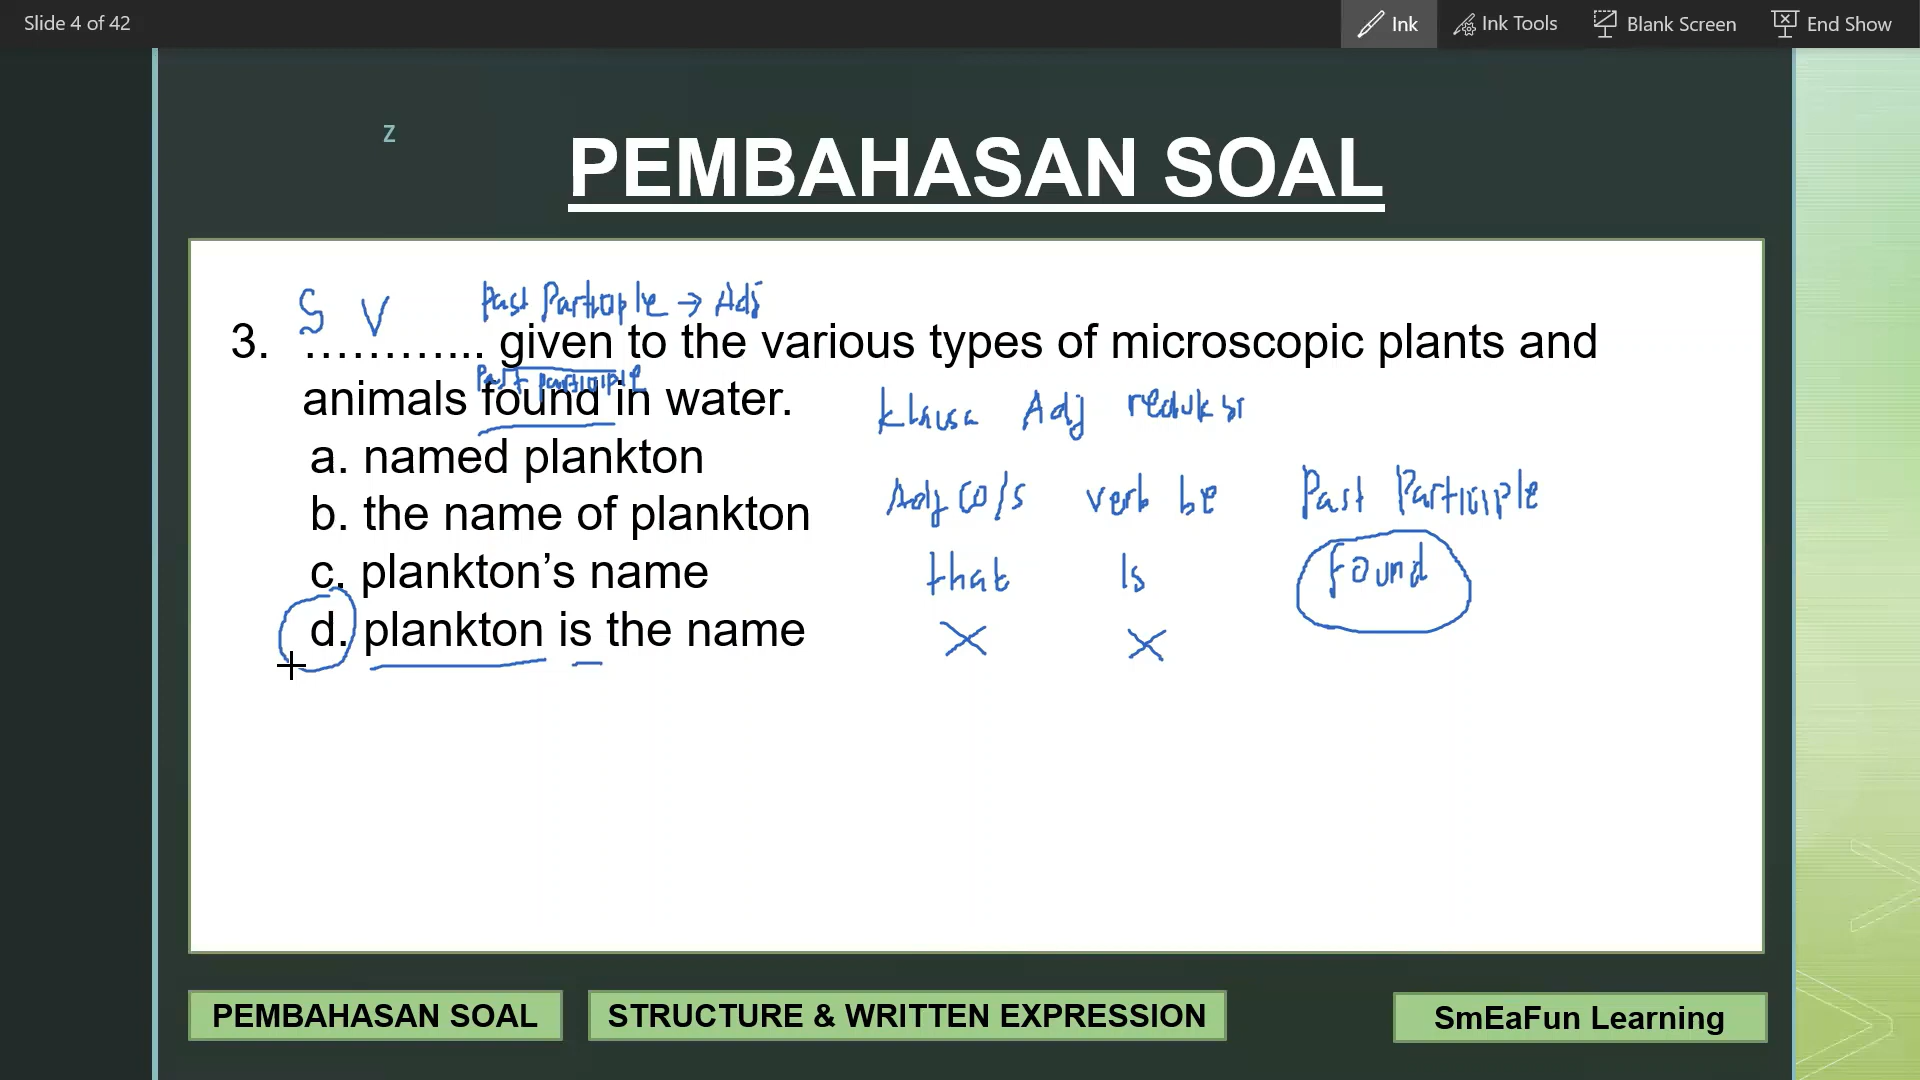 Slide 4 of 42
Ink
Ink Tools
Blank Screen
End Show
z
PEMBAHASAN SOAL
S V Past Participle → Adj
3. ………... given to the various types of microscopic plants and
Past participle
animals found in water.
klausa Adj reduksi
a. named plankton
Adj co/s verb be Past Participle
b. the name of plankton
c. plankton’s name
that is found
d. plankton is the name
X X
PEMBAHASAN SOAL
STRUCTURE & WRITTEN EXPRESSION
SmEaFun Learning